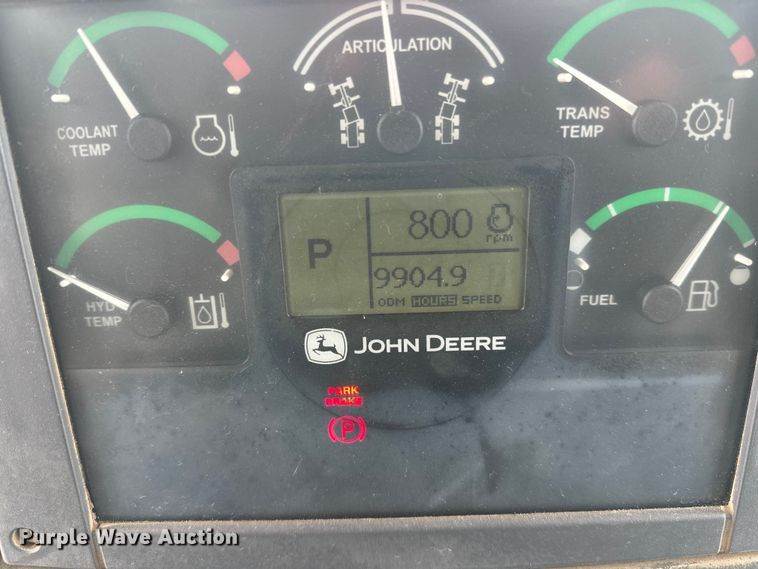 ARTICULATION
COOLANT
TEMP
TRANS
TEMP
P
800
rpm
9904.9
ODM HOURS SPEED
HYD
TEMP
FUEL
JOHN DEERE
PARK
BRAKE
P
Purple Wave Auction